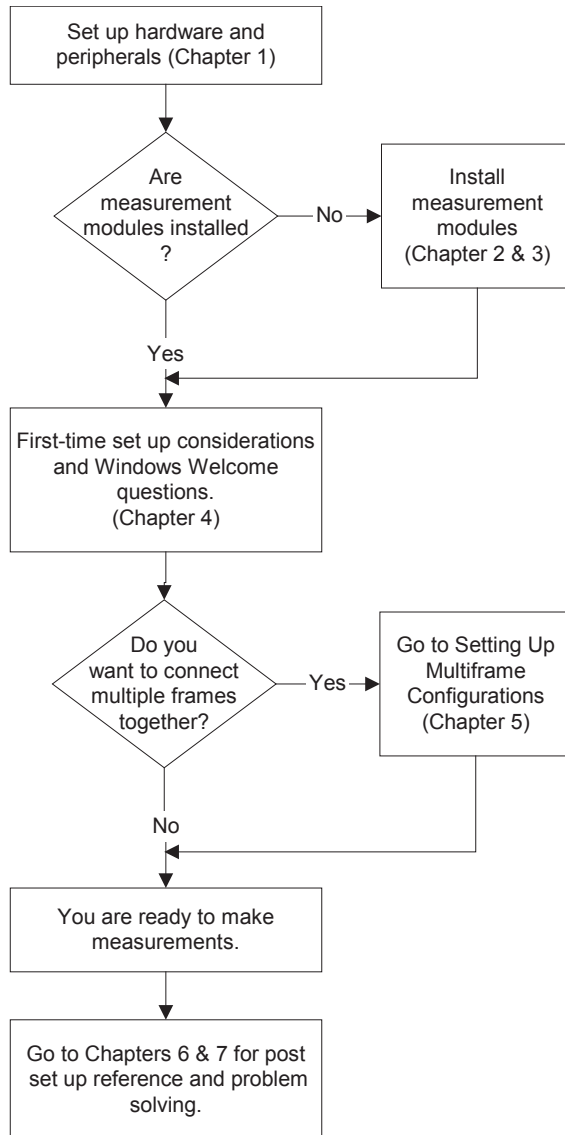 Set up hardware and
peripherals (Chapter 1)
Are
measurement
modules installed
?
No
Install
measurement
modules
(Chapter 2 & 3)
Yes
First-time set up considerations
and Windows Welcome
questions.
(Chapter 4)
Do you
want to connect
multiple frames
together?
Yes
Go to Setting Up
Multiframe
Configurations
(Chapter 5)
No
You are ready to make
measurements.
Go to Chapters 6 & 7 for post
set up reference and problem
solving.